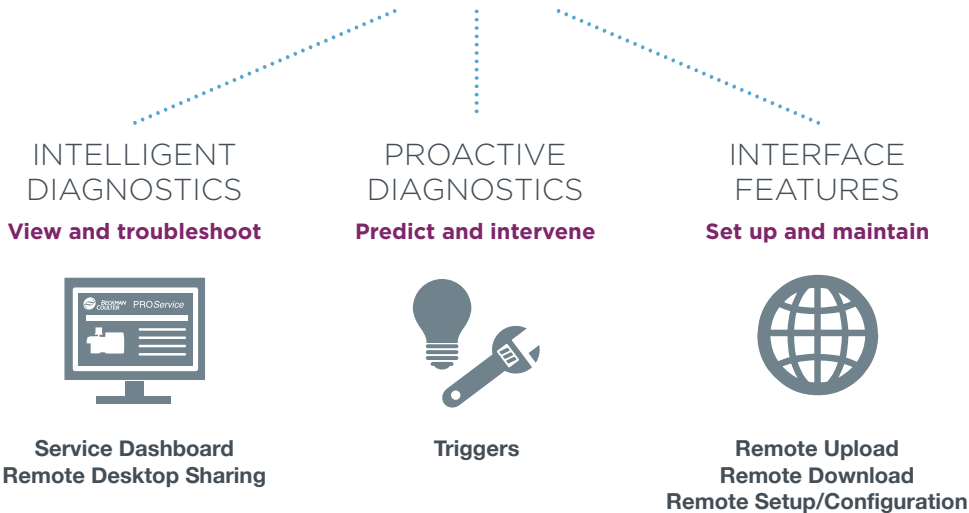 INTELLIGENT
DIAGNOSTICS
View and troubleshoot
BECKMAN
COULTER
PROService
Service Dashboard
Remote Desktop Sharing
PROACTIVE
DIAGNOSTICS
Predict and intervene
Triggers
INTERFACE
FEATURES
Set up and maintain
Remote Upload
Remote Download
Remote Setup/Configuration